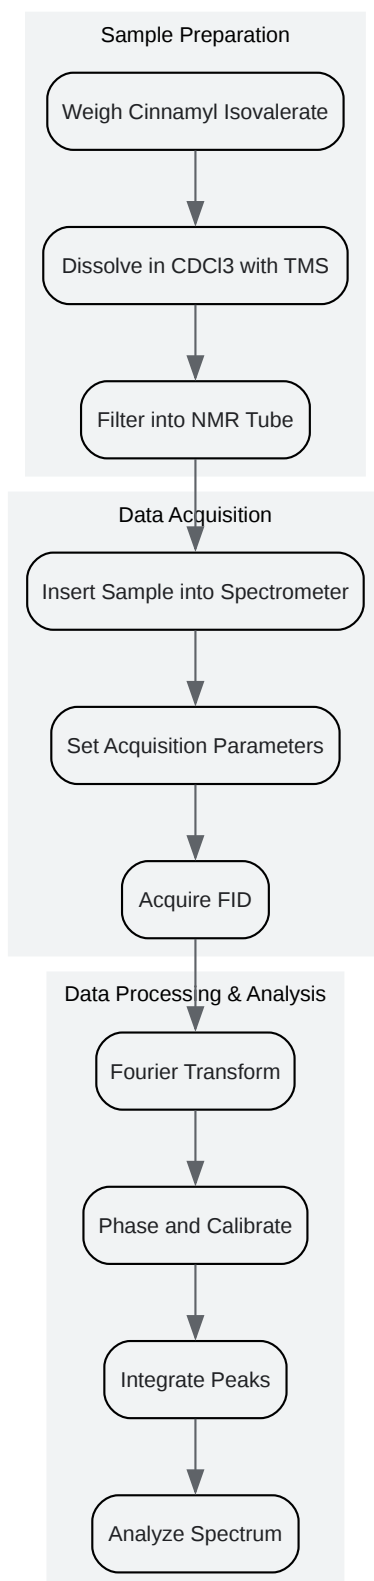 Sample Preparation
Weigh Cinnamyl Isovalerate
Dissolve in CDCl3 with TMS
Filter into NMR Tube
Data Acquisition
Insert Sample into Spectrometer
Set Acquisition Parameters
Acquire FID
Data Processing & Analysis
Fourier Transform
Phase and Calibrate
Integrate Peaks
Analyze Spectrum